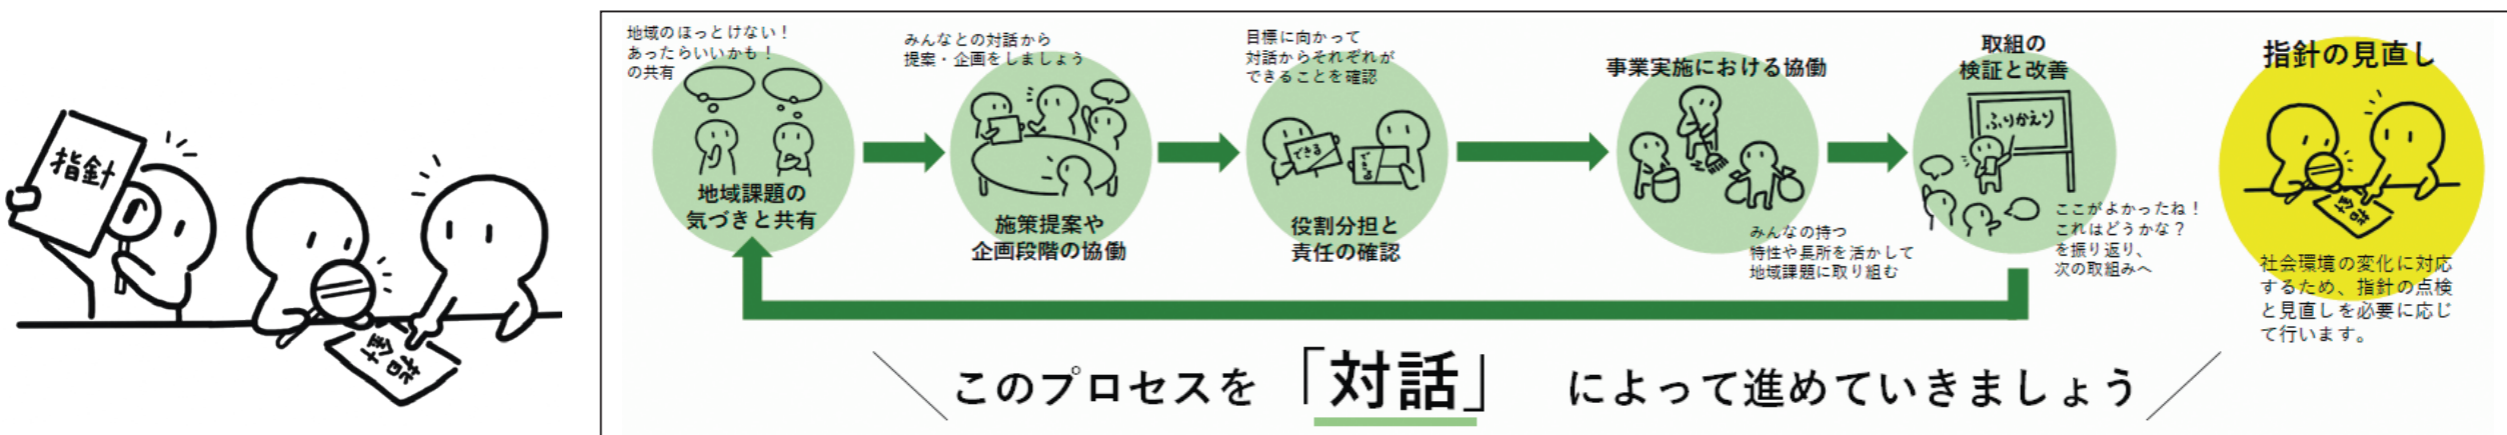 指針
指針
地域のほっとけない！
あったらいいかも！
の共有
地域課題の
気づきと共有
みんなとの対話から
提案・企画をしましょう
施策提案や
企画段階の協働
目標に向かって
対話からそれぞれが
できることを確認
できる
できる
役割分担と
責任の確認
事業実施における協働
みんなの持つ
特性や長所を活かして
地域課題に取り組む
取組の
検証と改善
ふりかえり
ここがよかったね！
これはどうかな？
を振り返り、
次の取組みへ
指針の見直し
指針
社会環境の変化に対応
するため、指針の点検
と見直しを必要に応じ
て行います。
このプロセスを「対話」によって進めていきましょう